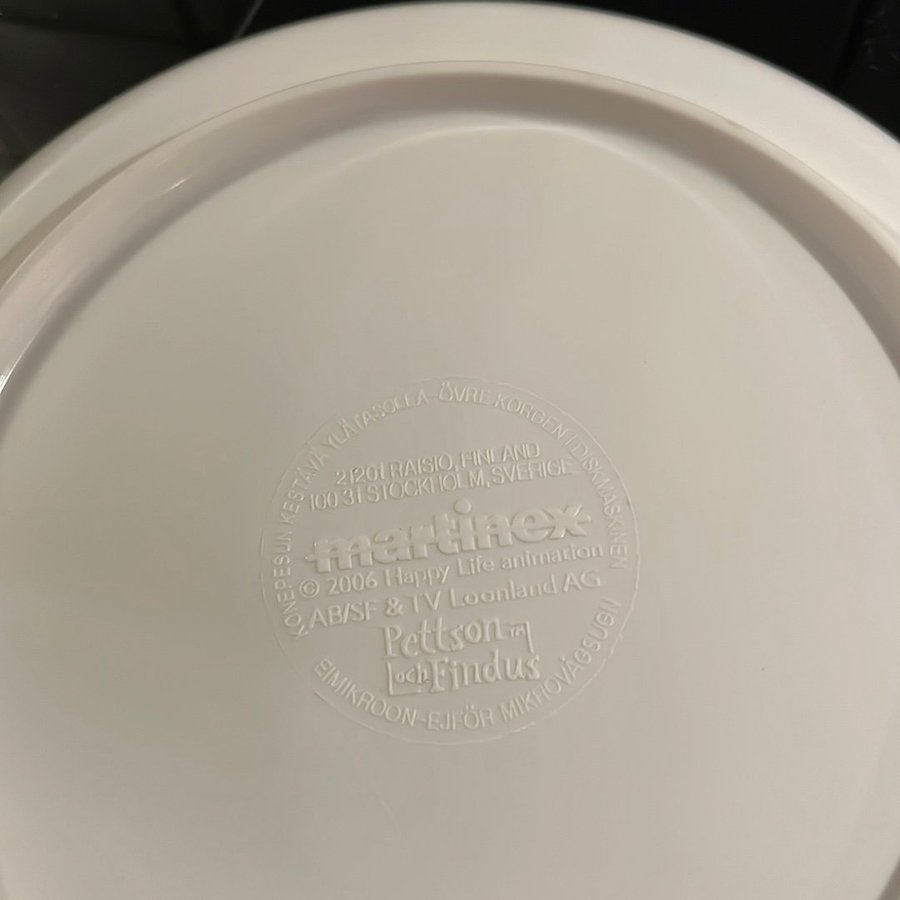 KONEPESUN KESTÄVÄ YLÄTASOLLA-ÖVRE KORGEN I DISKMASKINEN
21201 RAISIO, FINLAND
100 31 STOCKHOLM, SVERIGE
martinex
© 2006 Happy Life animation
AB/SF & TV Loonland AG
Pettson TM
och Findus
EI MIKROON-EJ FÖR MIKROVÅGSUGN